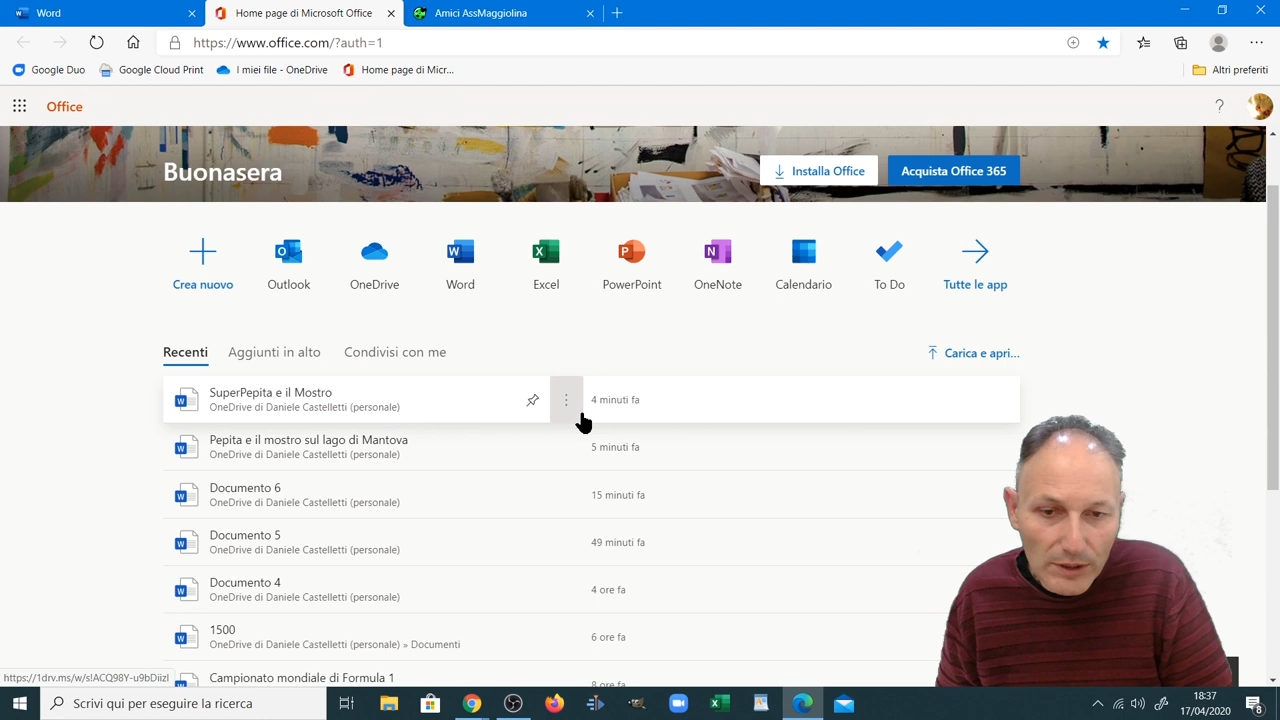 Word
Home page di Microsoft Office
Amici AssMaggiolina
https://www.office.com/?auth=1
Google Duo
Google Cloud Print
I miei file - OneDrive
Home page di Micr...
Altri preferiti
Office
?
Buonasera
Installa Office
Acquista Office 365
Crea nuovo
Outlook
OneDrive
Word
Excel
PowerPoint
OneNote
Calendario
To Do
Tutte le app
Recenti
Aggiunti in alto
Condivisi con me
Carica e apri...
SuperPepita e il Mostro
OneDrive di Daniele Castelletti (personale)
4 minuti fa
Pepita e il mostro sul lago di Mantova
OneDrive di Daniele Castelletti (personale)
5 minuti fa
Documento 6
OneDrive di Daniele Castelletti (personale)
15 minuti fa
Documento 5
OneDrive di Daniele Castelletti (personale)
49 minuti fa
Documento 4
OneDrive di Daniele Castelletti (personale)
4 ore fa
1500
OneDrive di Daniele Castelletti (personale) » Documenti
6 ore fa
Campionato mondiale di Formula 1
8 ore fa
https://1drv.ms/w/s!ACQ98Y-u9bDiizI
Scrivi qui per eseguire la ricerca
18:37
17/04/2020
8